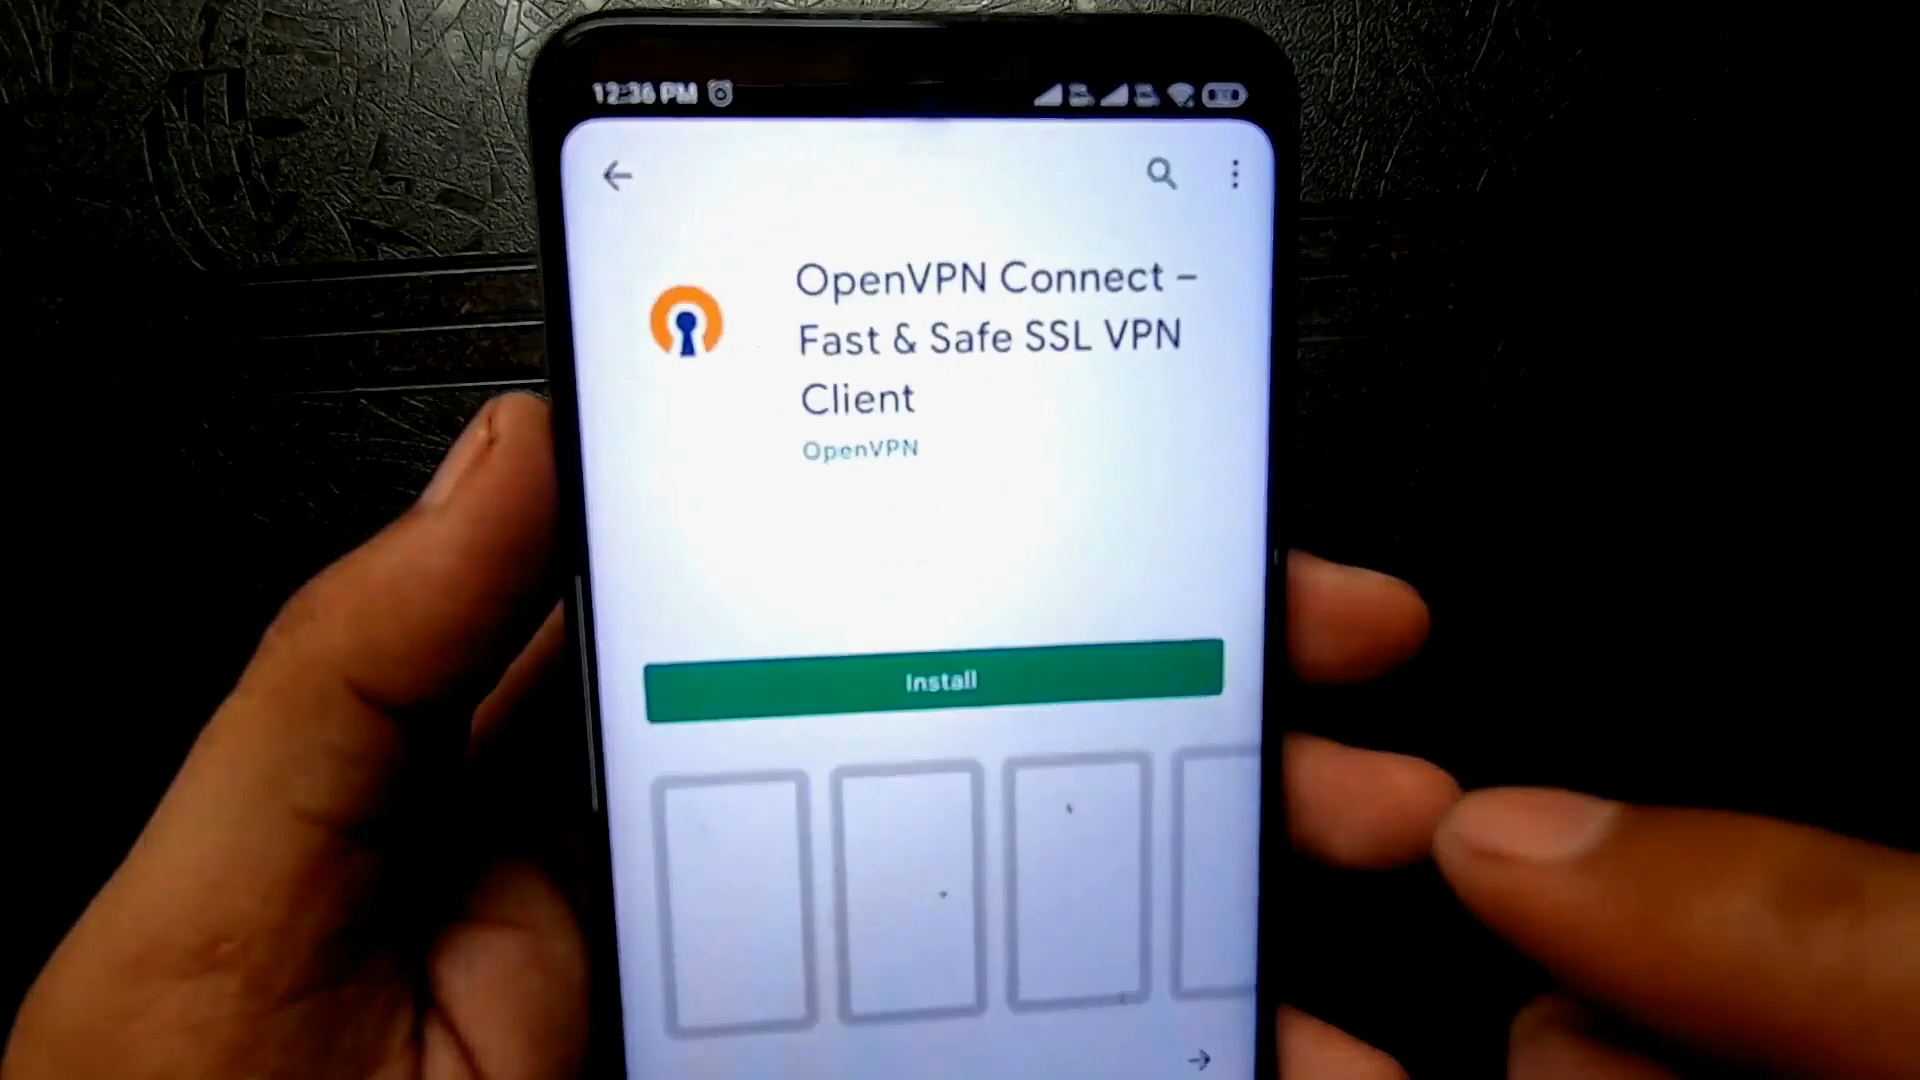 12:36 PM
OpenVPN Connect –
Fast & Safe SSL VPN
Client
OpenVPN
Install